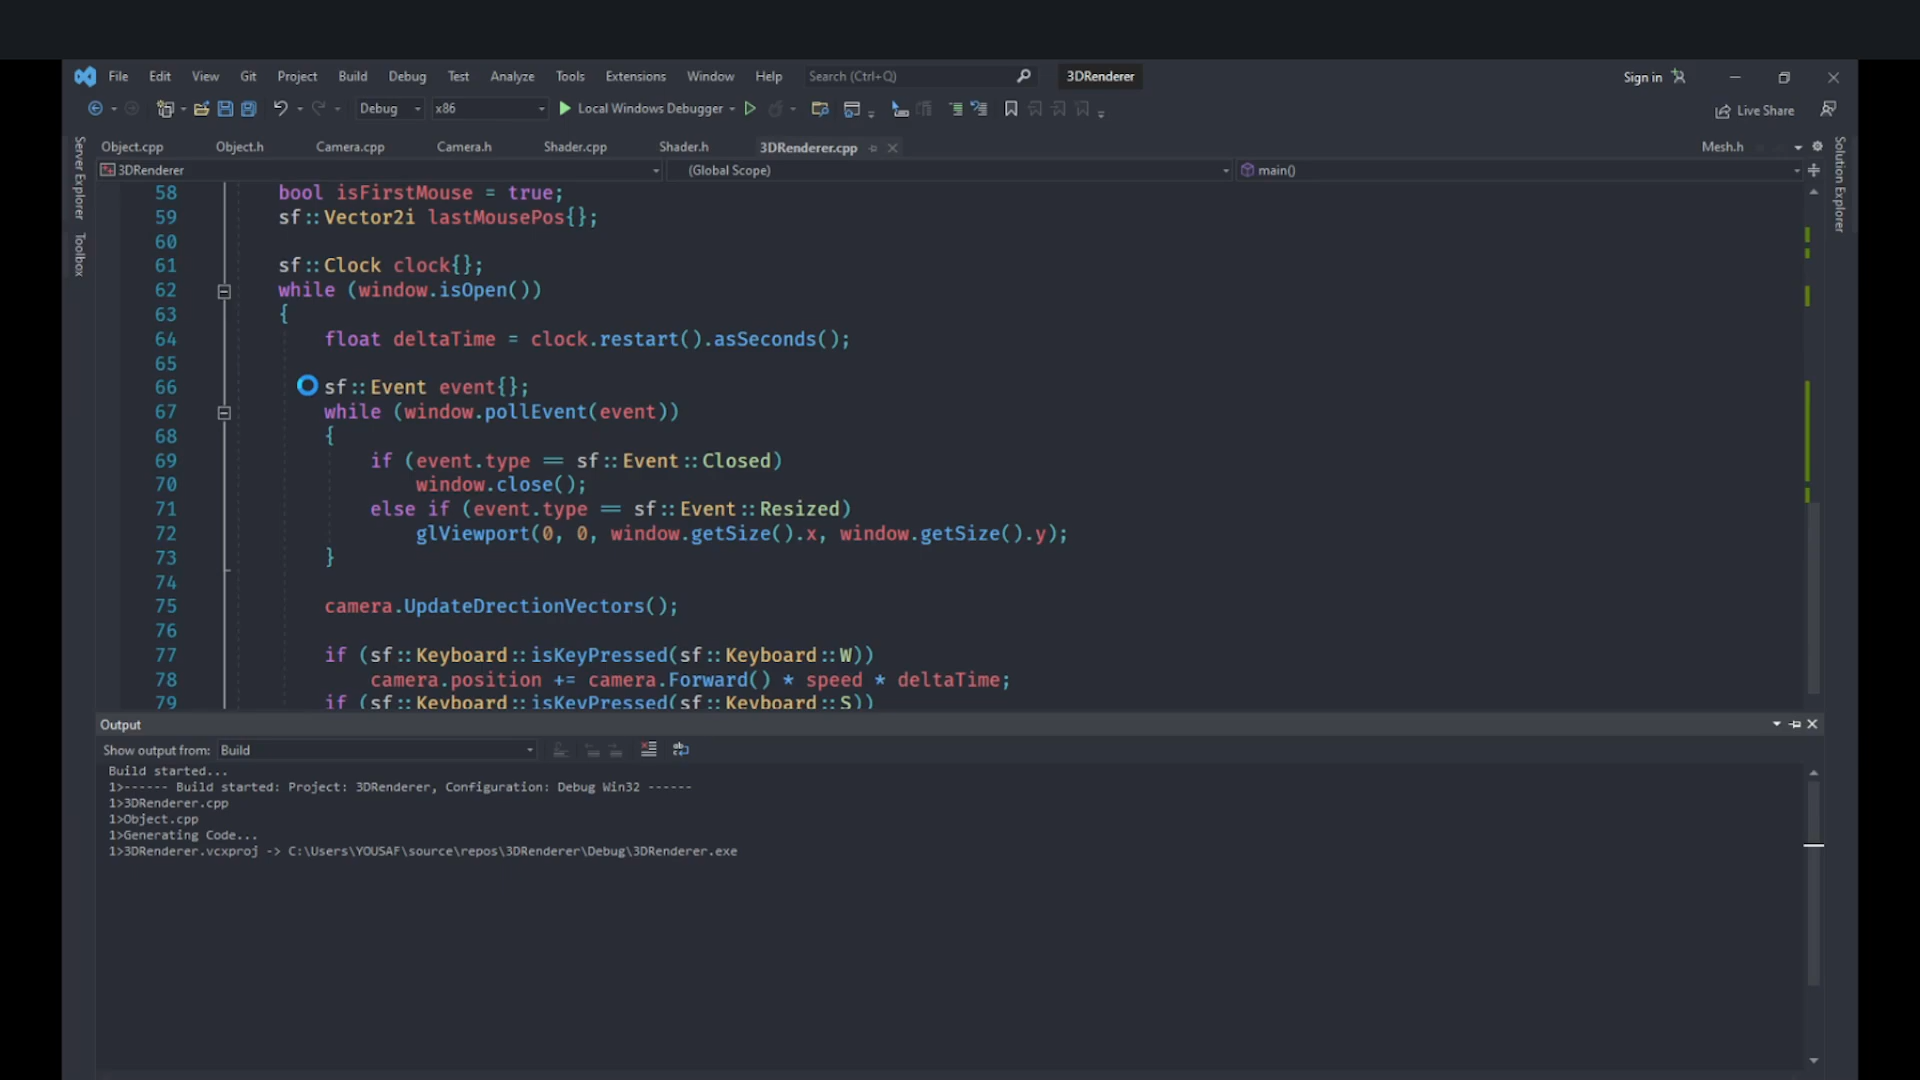 File Edit View Git Project Build Debug Test Analyze Tools Extensions Window Help Search (Ctrl+Q) 3DRenderer Sign in
Debug x86 Local Windows Debugger Live Share
Object.cpp Object.h Camera.cpp Camera.h Shader.cpp Shader.h 3DRenderer.cpp Mesh.h
3DRenderer (Global Scope) main()
Server Explorer
Toolbox
Solution Explorer
58 bool isFirstMouse = true;
59 sf::Vector2i lastMousePos{};
60
61 sf::Clock clock{};
62 while (window.isOpen())
63 {
64 float deltaTime = clock.restart().asSeconds();
65
66 sf::Event event{};
67 while (window.pollEvent(event))
68 {
69 if (event.type == sf::Event::Closed)
70 window.close();
71 else if (event.type == sf::Event::Resized)
72 glViewport(0, 0, window.getSize().x, window.getSize().y);
73 }
74
75 camera.UpdateDrectionVectors();
76
77 if (sf::Keyboard::isKeyPressed(sf::Keyboard::W))
78 camera.position += camera.Forward() * speed * deltaTime;
79 if (sf::Keyboard::isKeyPressed(sf::Keyboard::S))
Output
Show output from: Build
Build started...
1>------ Build started: Project: 3DRenderer, Configuration: Debug Win32 ------
1>3DRenderer.cpp
1>Object.cpp
1>Generating Code...
1>3DRenderer.vcxproj -> C:\Users\YOUSAF\source\repos\3DRenderer\Debug\3DRenderer.exe